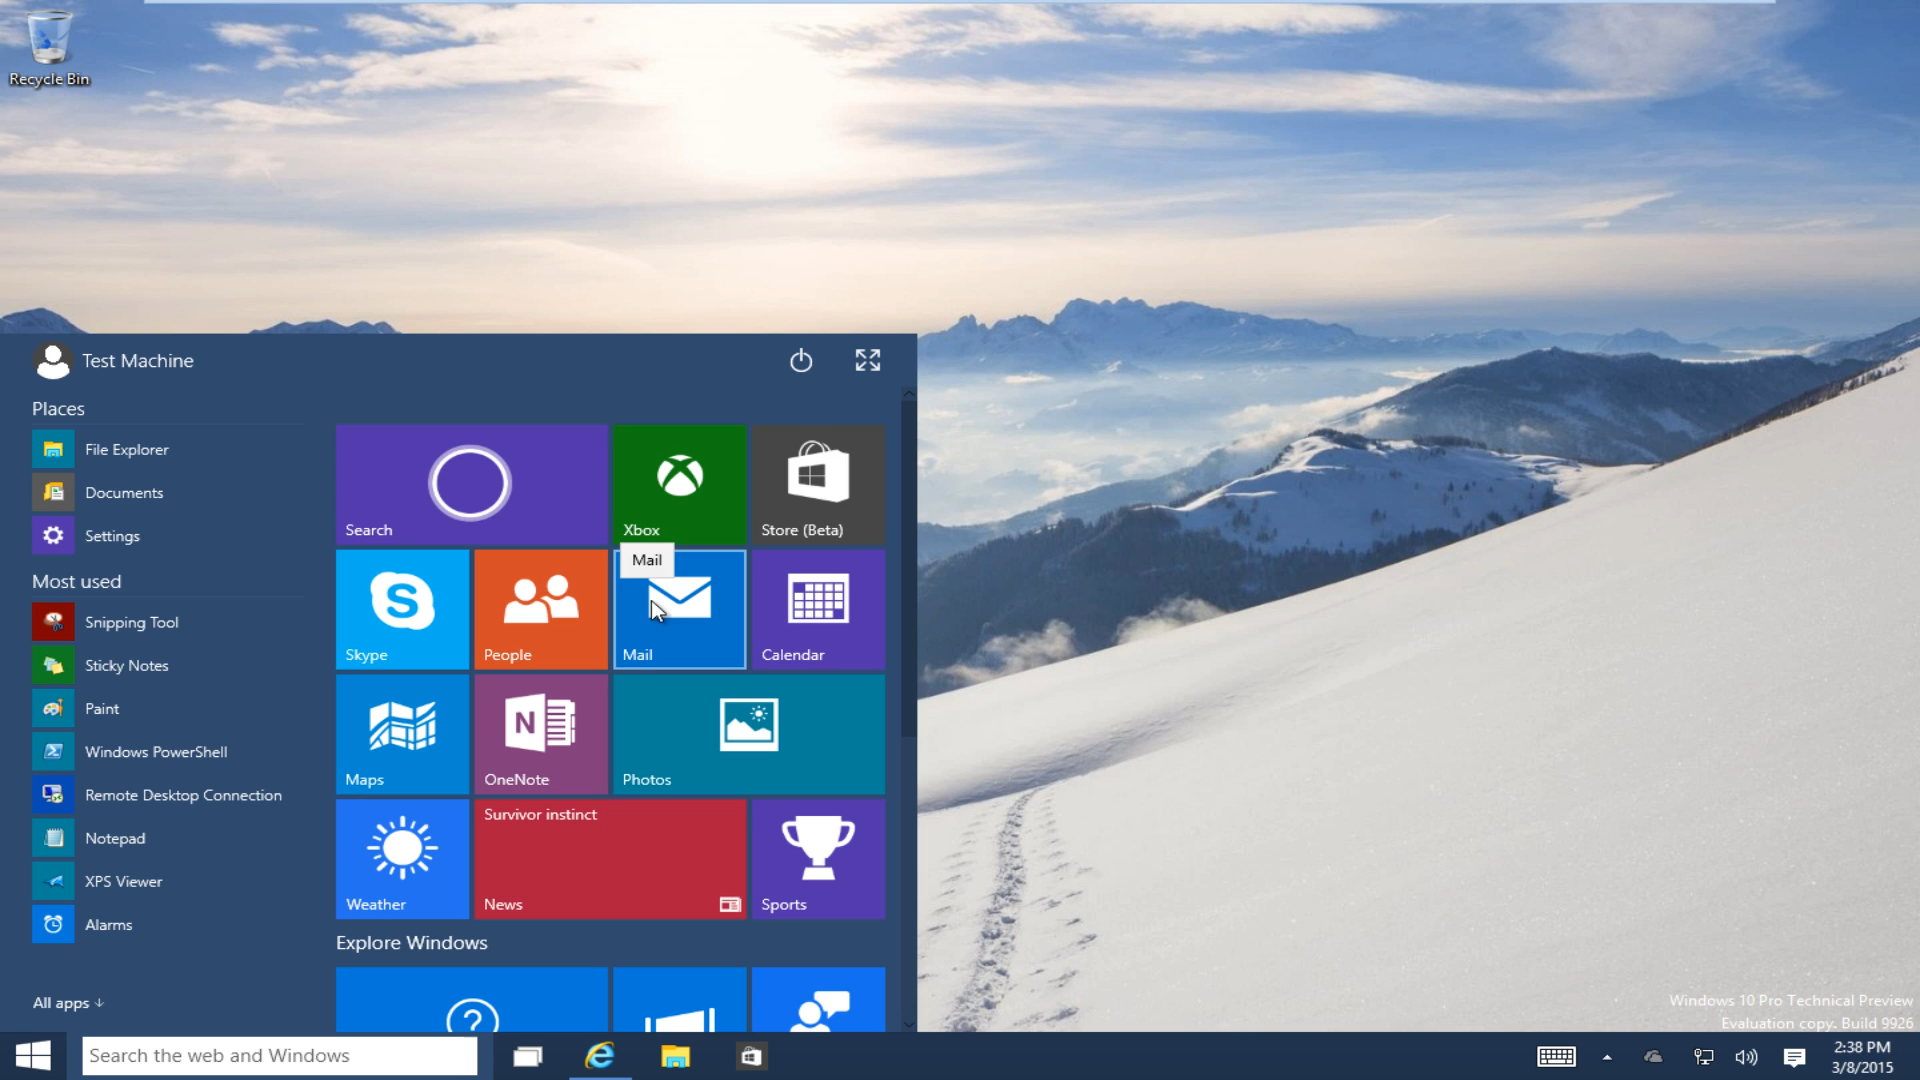 Recycle Bin
Test Machine
Places
File Explorer
Documents
Settings
Most used
Snipping Tool
Sticky Notes
Paint
Windows PowerShell
Remote Desktop Connection
Notepad
XPS Viewer
Alarms
All apps
Search
Xbox
Store (Beta)
Mail
Skype
People
Mail
Calendar
Maps
OneNote
Photos
Weather
Survivor instinct
News
Sports
Explore Windows
Windows 10 Pro Technical Preview
Evaluation copy. Build 9926
Search the web and Windows
2:38 PM
3/8/2015